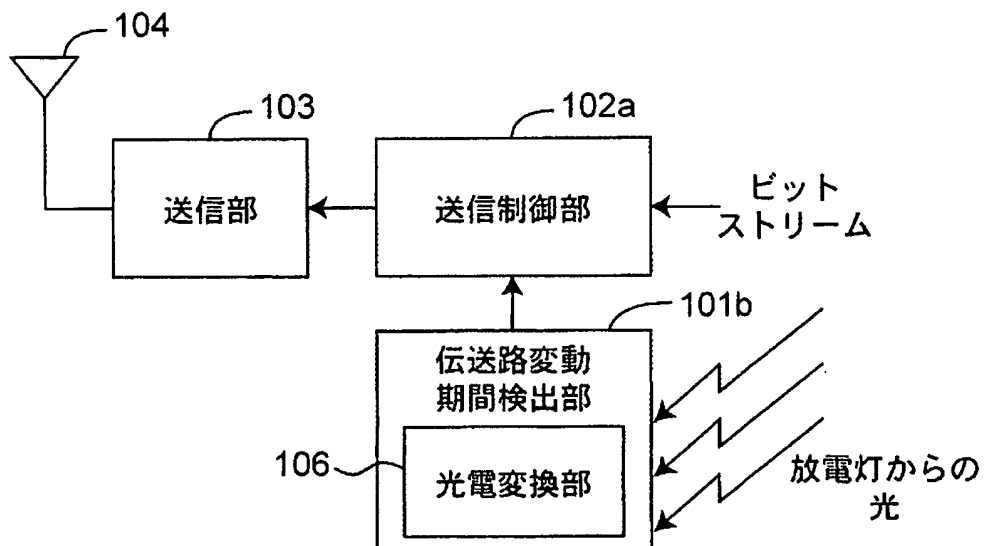 104
103
102a
送信部
送信制御部
ビット
ストリーム
101b
伝送路変動
期間検出部
106
光電変換部
放電灯からの
光